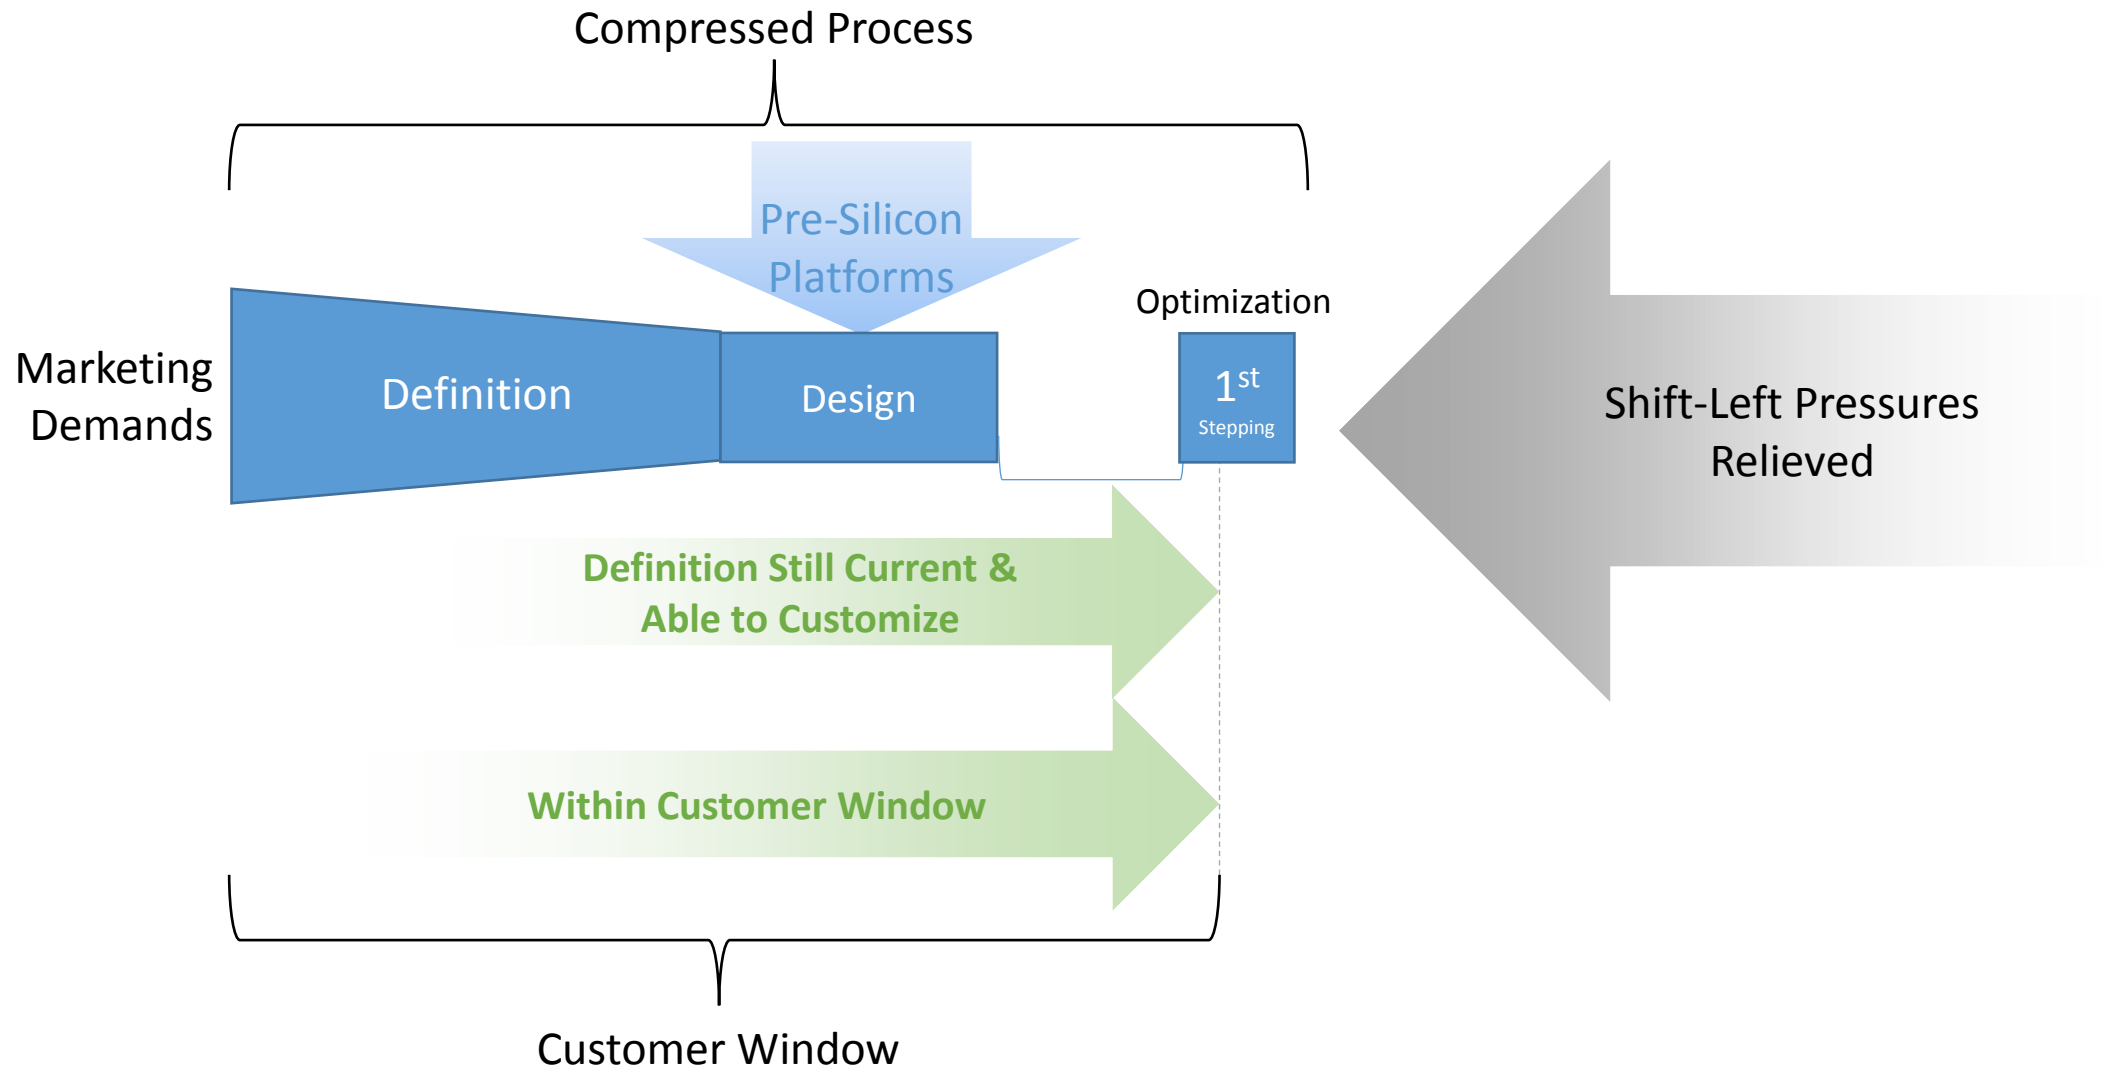 Compressed Process
Pre-Silicon
Platforms
Optimization
Marketing
Demands
Definition
Design
1st
Stepping
Shift-Left Pressures
Relieved
Definition Still Current &
Able to Customize
Within Customer Window
Customer Window